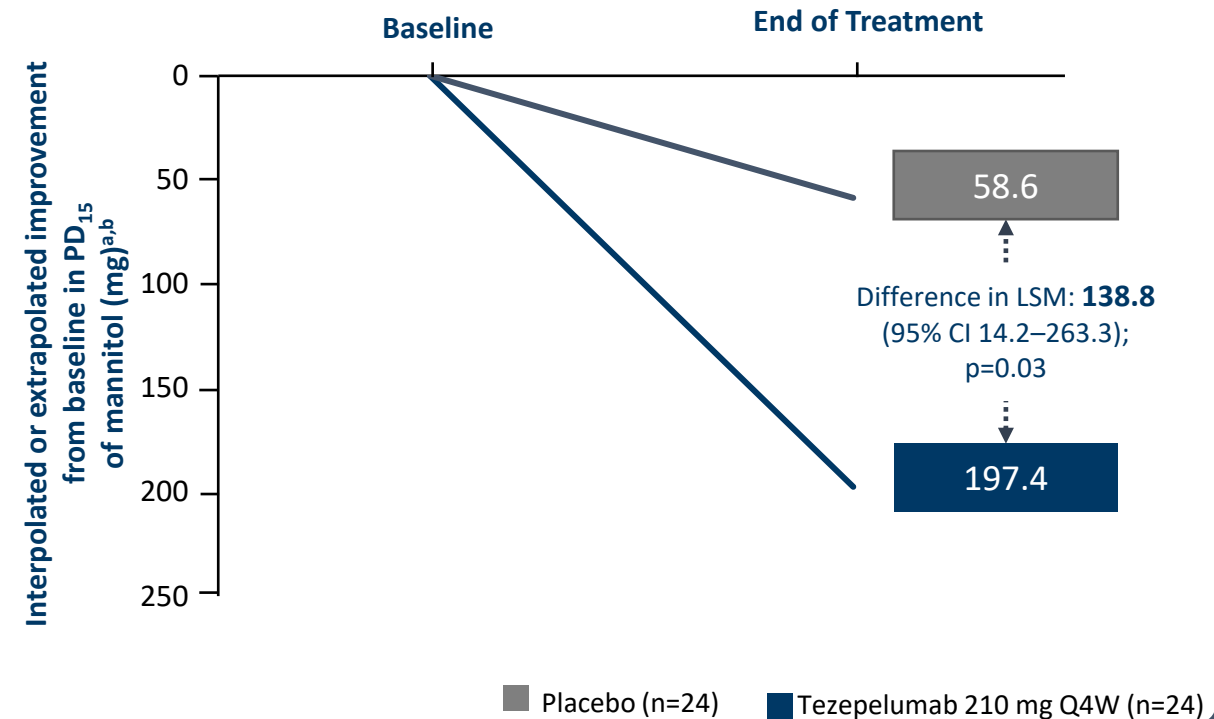 Baseline
End of Treatment
Interpolated or extrapolated improvement
from baseline in PD15
of mannitol (mg)a,b
0
50
100
150
200
250
58.6
Difference in LSM: 138.8
(95% CI 14.2–263.3);
p=0.03
197.4
Placebo (n=24)
Tezepelumab 210 mg Q4W (n=24)